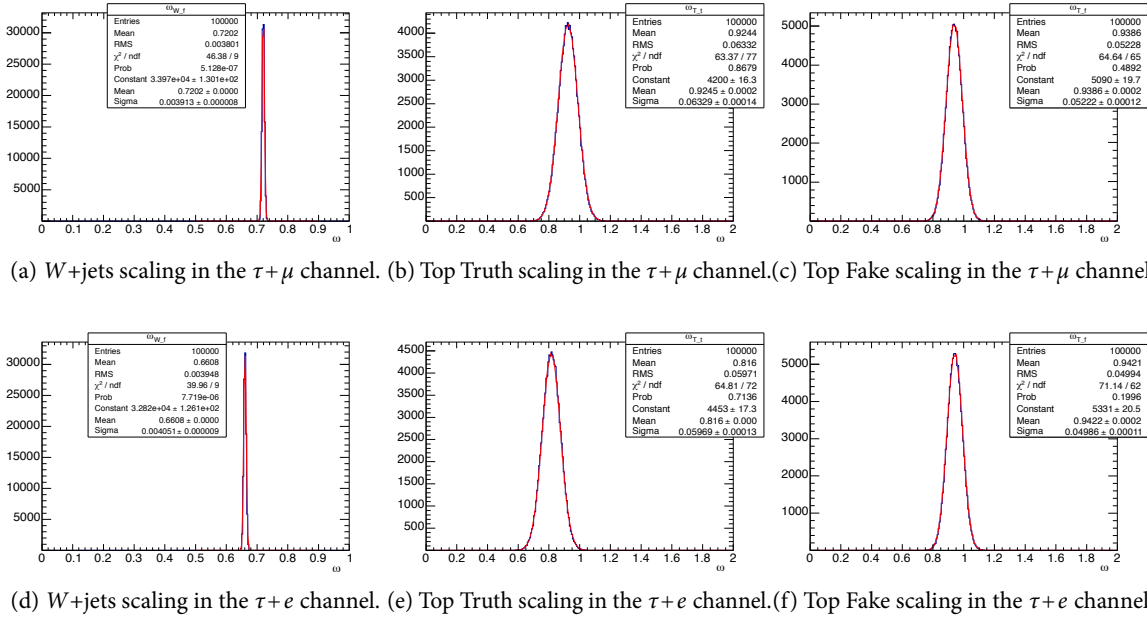 ω_W_f
Entries 100000
Mean 0.7202
RMS 0.003801
χ² / ndf 46.38 / 9
Prob 5.128e-07
Constant 3.397e+04 ± 1.301e+02
Mean 0.7202 ± 0.0000
Sigma 0.003913 ± 0.000008
30000
25000
20000
15000
10000
5000
0 0.1 0.2 0.3 0.4 0.5 0.6 0.7 0.8 0.9 1
ω
ω_T_t
Entries 100000
Mean 0.9244
RMS 0.06332
χ² / ndf 63.37 / 77
Prob 0.8679
Constant 4200 ± 16.3
Mean 0.9245 ± 0.0002
Sigma 0.06329 ± 0.00014
4000
3500
3000
2500
2000
1500
1000
500
0 0.2 0.4 0.6 0.8 1 1.2 1.4 1.6 1.8 2
ω
ω_T_f
Entries 100000
Mean 0.9386
RMS 0.05228
χ² / ndf 64.64 / 65
Prob 0.4892
Constant 5090 ± 19.7
Mean 0.9386 ± 0.0002
Sigma 0.05222 ± 0.00012
5000
4000
3000
2000
1000
0 0.2 0.4 0.6 0.8 1 1.2 1.4 1.6 1.8 2
ω
(a) W+jets scaling in the τ+μ channel. (b) Top Truth scaling in the τ+μ channel.(c) Top Fake scaling in the τ+μ channel
ω_W_f
Entries 100000
Mean 0.6608
RMS 0.003948
χ² / ndf 39.96 / 9
Prob 7.719e-06
Constant 3.282e+04 ± 1.261e+02
Mean 0.6608 ± 0.0000
Sigma 0.004051 ± 0.000009
30000
25000
20000
15000
10000
5000
0 0.1 0.2 0.3 0.4 0.5 0.6 0.7 0.8 0.9 1
ω
ω_T_t
Entries 100000
Mean 0.816
RMS 0.05971
χ² / ndf 64.81 / 72
Prob 0.7136
Constant 4453 ± 17.3
Mean 0.816 ± 0.000
Sigma 0.05969 ± 0.00013
4500
4000
3500
3000
2500
2000
1500
1000
500
0 0.2 0.4 0.6 0.8 1 1.2 1.4 1.6 1.8 2
ω
ω_T_f
Entries 100000
Mean 0.9421
RMS 0.04994
χ² / ndf 71.14 / 62
Prob 0.1996
Constant 5331 ± 20.5
Mean 0.9422 ± 0.0002
Sigma 0.04986 ± 0.00011
5000
4000
3000
2000
1000
0 0.2 0.4 0.6 0.8 1 1.2 1.4 1.6 1.8 2
ω
(d) W+jets scaling in the τ+e channel. (e) Top Truth scaling in the τ+e channel.(f) Top Fake scaling in the τ+e channel